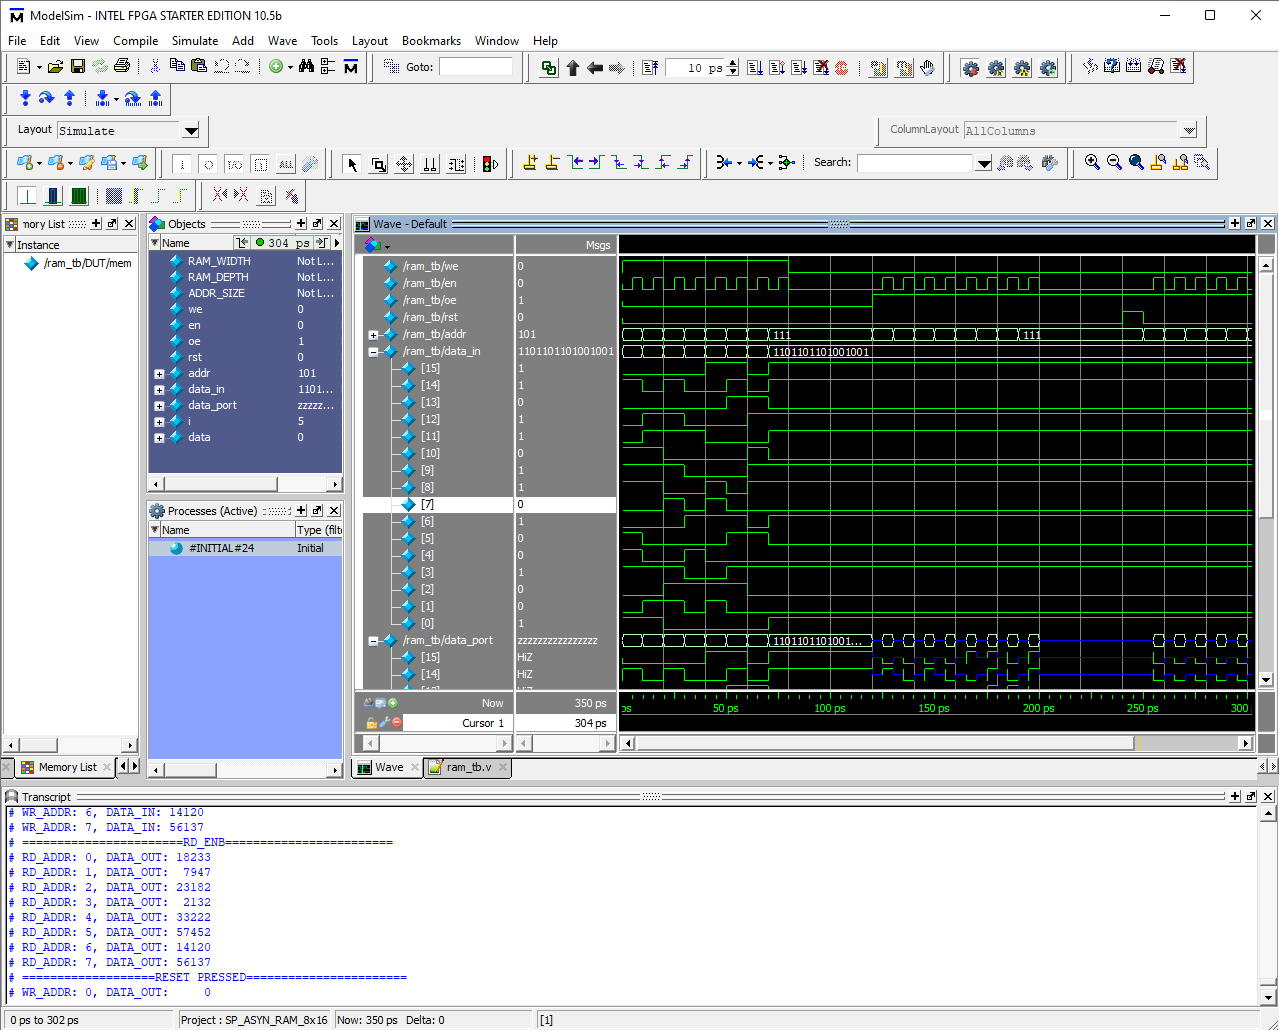 ModelSim - INTEL FPGA STARTER EDITION 10.5b
File Edit View Compile Simulate Add Wave Tools Layout Bookmarks Window Help
Goto: 10 ps
Layout Simulate ColumnLayout AllColumns
Search:
mory List
Instance
/ram_tb/DUT/mem
Memory List
Objects
Name 304 ps
RAM_WIDTH Not L...
RAM_DEPTH Not L...
ADDR_SIZE Not L...
we 0
en 0
oe 1
rst 0
addr 101
data_in 1101...
data_port zzzzz...
i 5
data 0
Processes (Active)
Name Type (filte
#INITIAL#24 Initial
Wave - Default
Msgs
/ram_tb/we 0
/ram_tb/en 0
/ram_tb/oe 1
/ram_tb/rst 0
/ram_tb/addr 101 111 111
/ram_tb/data_in 1101101101001001 1101101101001001
[15] 1
[14] 1
[13] 0
[12] 1
[11] 1
[10] 0
[9] 1
[8] 1
[7] 0
[6] 1
[5] 0
[4] 0
[3] 1
[2] 0
[1] 0
[0] 1
/ram_tb/data_port zzzzzzzzzzzzzzzz 1101101101001...
[15] HiZ
[14] HiZ
Now 350 ps ps 50 ps 100 ps 150 ps 200 ps 250 ps 300
Cursor 1 304 ps
Wave ram_tb.v
Transcript
# WR_ADDR: 6, DATA_IN: 14120
# WR_ADDR: 7, DATA_IN: 56137
# =======================RD_ENB========================
# RD_ADDR: 0, DATA_OUT: 18233
# RD_ADDR: 1, DATA_OUT:  7947
# RD_ADDR: 2, DATA_OUT: 23182
# RD_ADDR: 3, DATA_OUT:  2132
# RD_ADDR: 4, DATA_OUT: 33222
# RD_ADDR: 5, DATA_OUT: 57452
# RD_ADDR: 6, DATA_OUT: 14120
# RD_ADDR: 7, DATA_OUT: 56137
# ===================RESET PRESSED=======================
# WR_ADDR: 0, DATA_OUT:     0
0 ps to 302 ps Project : SP_ASYN_RAM_8x16 Now: 350 ps Delta: 0 [1]